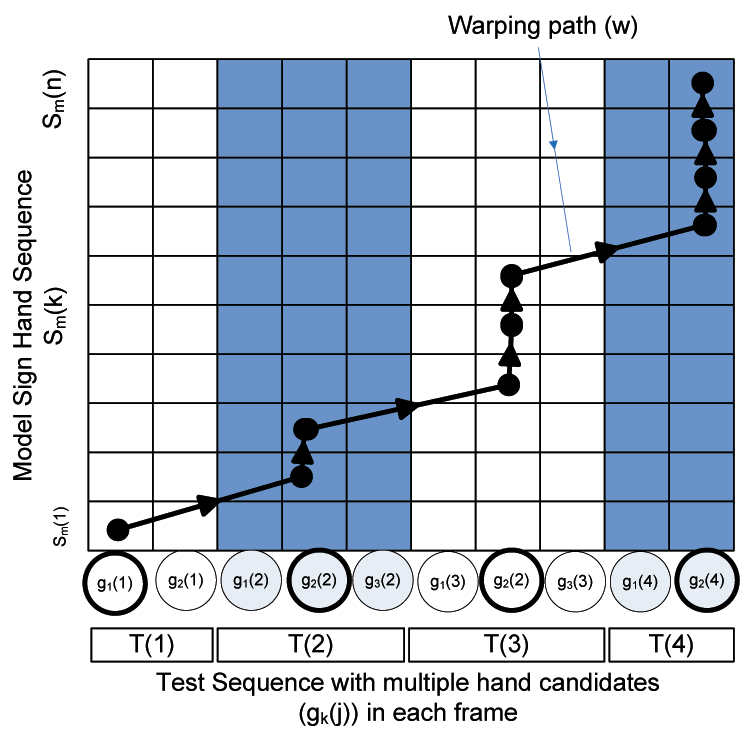 Warping path (w)
Sm(n)
Sm(k)
Sm(1)
Model Sign Hand Sequence
g1(1) g2(1) g1(2) g2(2) g3(2) g1(3) g2(2) g3(3) g1(4) g2(4)
T(1) T(2) T(3) T(4)
Test Sequence with multiple hand candidates
(gk(j)) in each frame